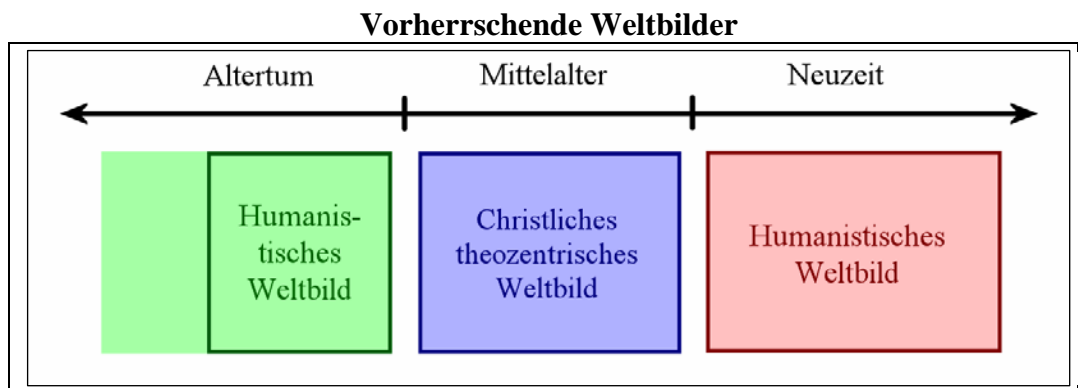 Vorherrschende Weltbilder
Altertum Mittelalter Neuzeit
Humanis-
tisches
Weltbild
Christliches
theozentrisches
Weltbild
Humanistisches
Weltbild